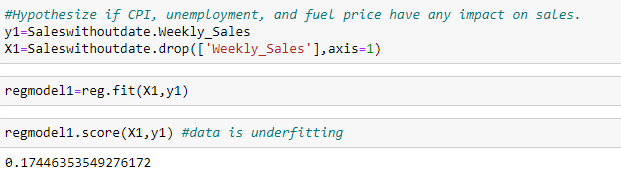 #Hypothesize if CPI, unemployment, and fuel price have any impact on sales.
y1=Saleswithoutdate.Weekly_Sales
X1=Saleswithoutdate.drop(['Weekly_Sales'],axis=1)
regmodel1=reg.fit(X1,y1)
regmodel1.score(X1,y1) #data is underfitting
0.17446353549276172